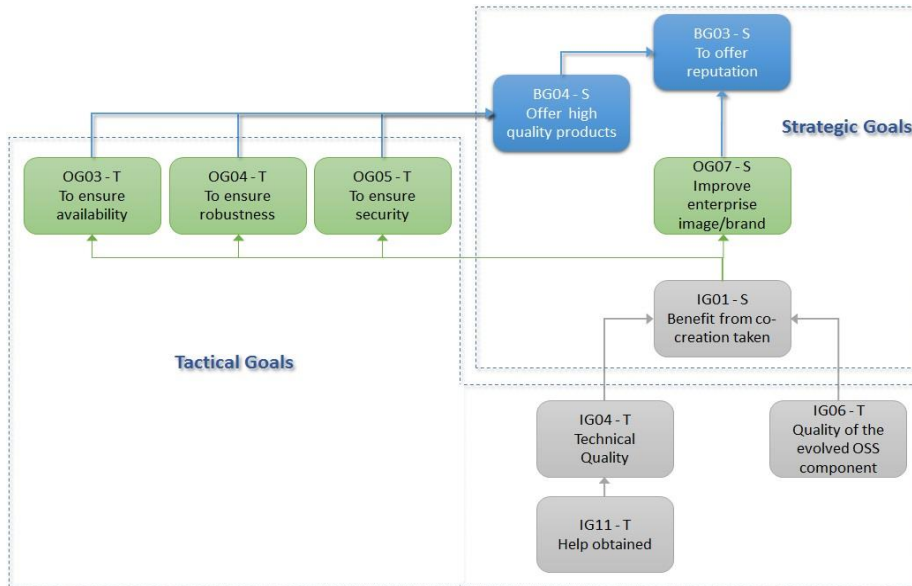 BG03 - S
To offer
reputation
BG04 - S
Offer high
quality products
Strategic Goals
OG03 - T
To ensure
availability
OG04 - T
To ensure
robustness
OG05 - T
To ensure
security
OG07 - S
Improve
enterprise
image/brand
IG01 - S
Benefit from co-
creation taken
Tactical Goals
IG04 - T
Technical
Quality
IG06 - T
Quality of the
evolved OSS
component
IG11 - T
Help obtained